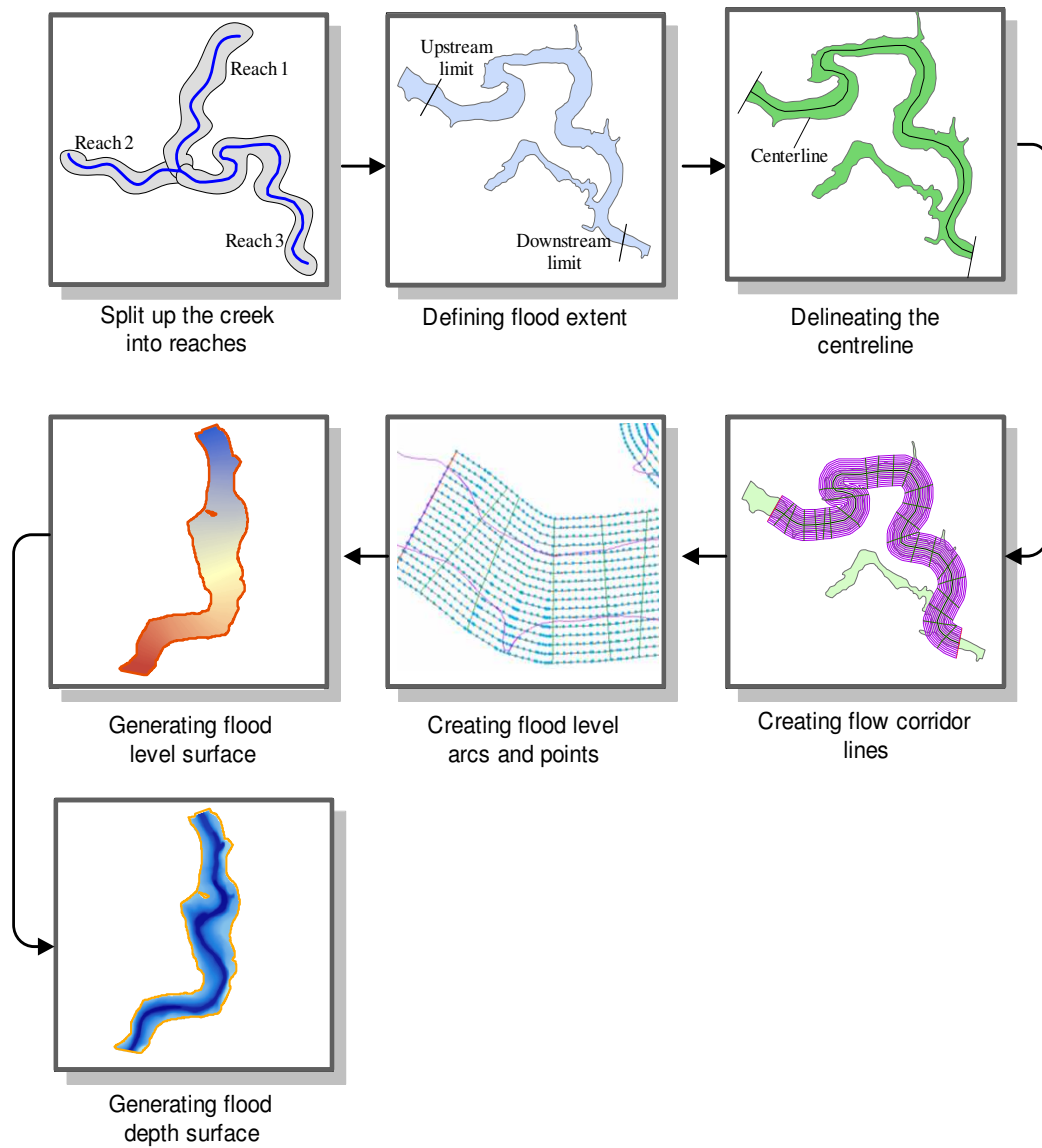 Reach 1
Reach 2
Reach 3
Split up the creek
into reaches
Upstream
limit
Downstream
limit
Defining flood extent
Centerline
Delineating the
centreline
Creating flow corridor
lines
Creating flood level
arcs and points
Generating flood
level surface
Generating flood
depth surface